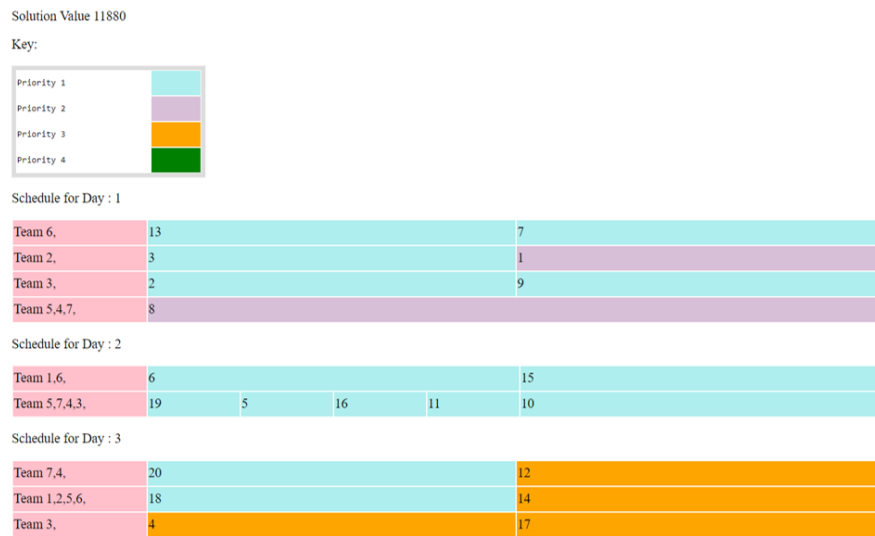 Solution Value 11880
Key:
Priority 1
Priority 2
Priority 3
Priority 4
Schedule for Day : 1
Team 6, 13 7
Team 2, 3 1
Team 3, 2 9
Team 5,4,7, 8
Schedule for Day : 2
Team 1,6, 6 15
Team 5,7,4,3, 19 5 16 11 10
Schedule for Day : 3
Team 7,4, 20 12
Team 1,2,5,6, 18 14
Team 3, 4 17